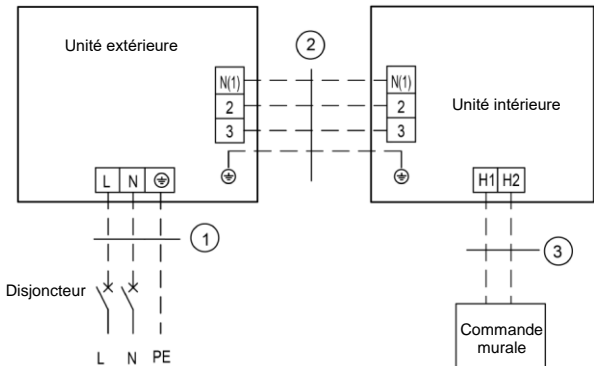 Unité extérieure
2
N(1)
2
3
N(1)
2
3
Unité intérieure
L N
H1 H2
1
3
Disjoncteur
L N PE
Commande
murale